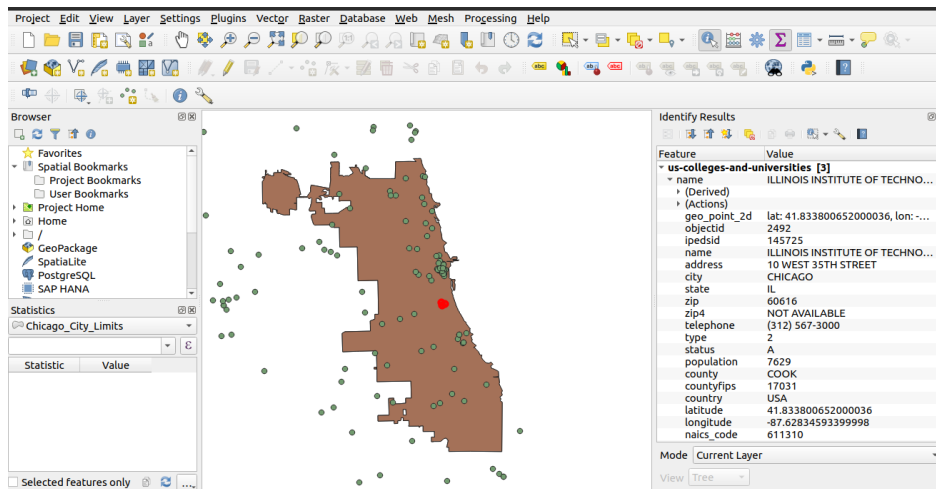 Project Edit View Layer Settings Plugins Vector Raster Database Web Mesh Processing Help
Browser
Favorites
Spatial Bookmarks
Project Bookmarks
User Bookmarks
Project Home
Home
/
GeoPackage
SpatiaLite
PostgreSQL
SAP HANA
Statistics
Chicago_City_Limits
ε
Statistic Value
Selected features only
...
Identify Results
Feature Value
us-colleges-and-universities [3]
name ILLINOIS INSTITUTE OF TECHNO...
(Derived)
(Actions)
geo_point_2d lat: 41.833800652000036, lon: -...
objectid 2492
ipedsid 145725
name ILLINOIS INSTITUTE OF TECHNO...
address 10 WEST 35TH STREET
city CHICAGO
state IL
zip 60616
zip4 NOT AVAILABLE
telephone (312) 567-3000
type 2
status A
population 7629
county COOK
countyfips 17031
country USA
latitude 41.833800652000036
longitude -87.62834593399998
naics_code 611310
Mode Current Layer
View Tree